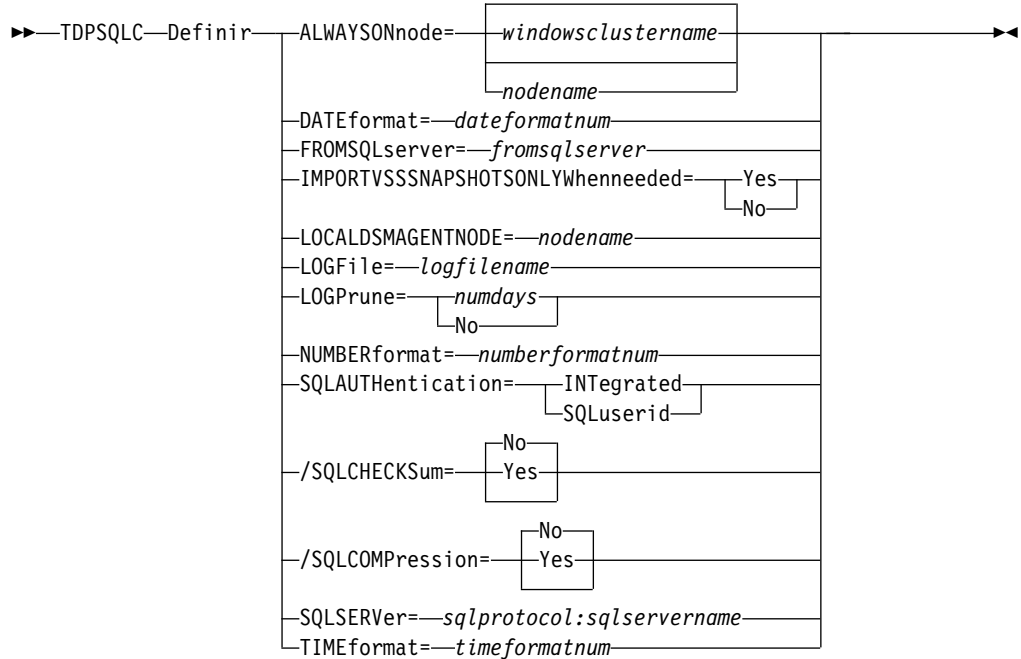 TDPSQLC Definir ALWAYSONnode= windowsclustername
nodename
DATEformat= dateformatnum
FROMSQLserver= fromsqlserver
IMPORTVSSSNAPSHOTSONLYWhenneeded= Yes
No
LOCALDSMAGENTNODE= nodename
LOGFile= logfilename
LOGPrune= numdays
No
NUMBERformat= numberformatnum
SQLAUTHentication= INTegrated
SQLuserid
No
/SQLCHECKSum= Yes
No
/SQLCOMPression= Yes
SQLSERVer= sqlprotocol:sqlservername
TIMEformat= timeformatnum